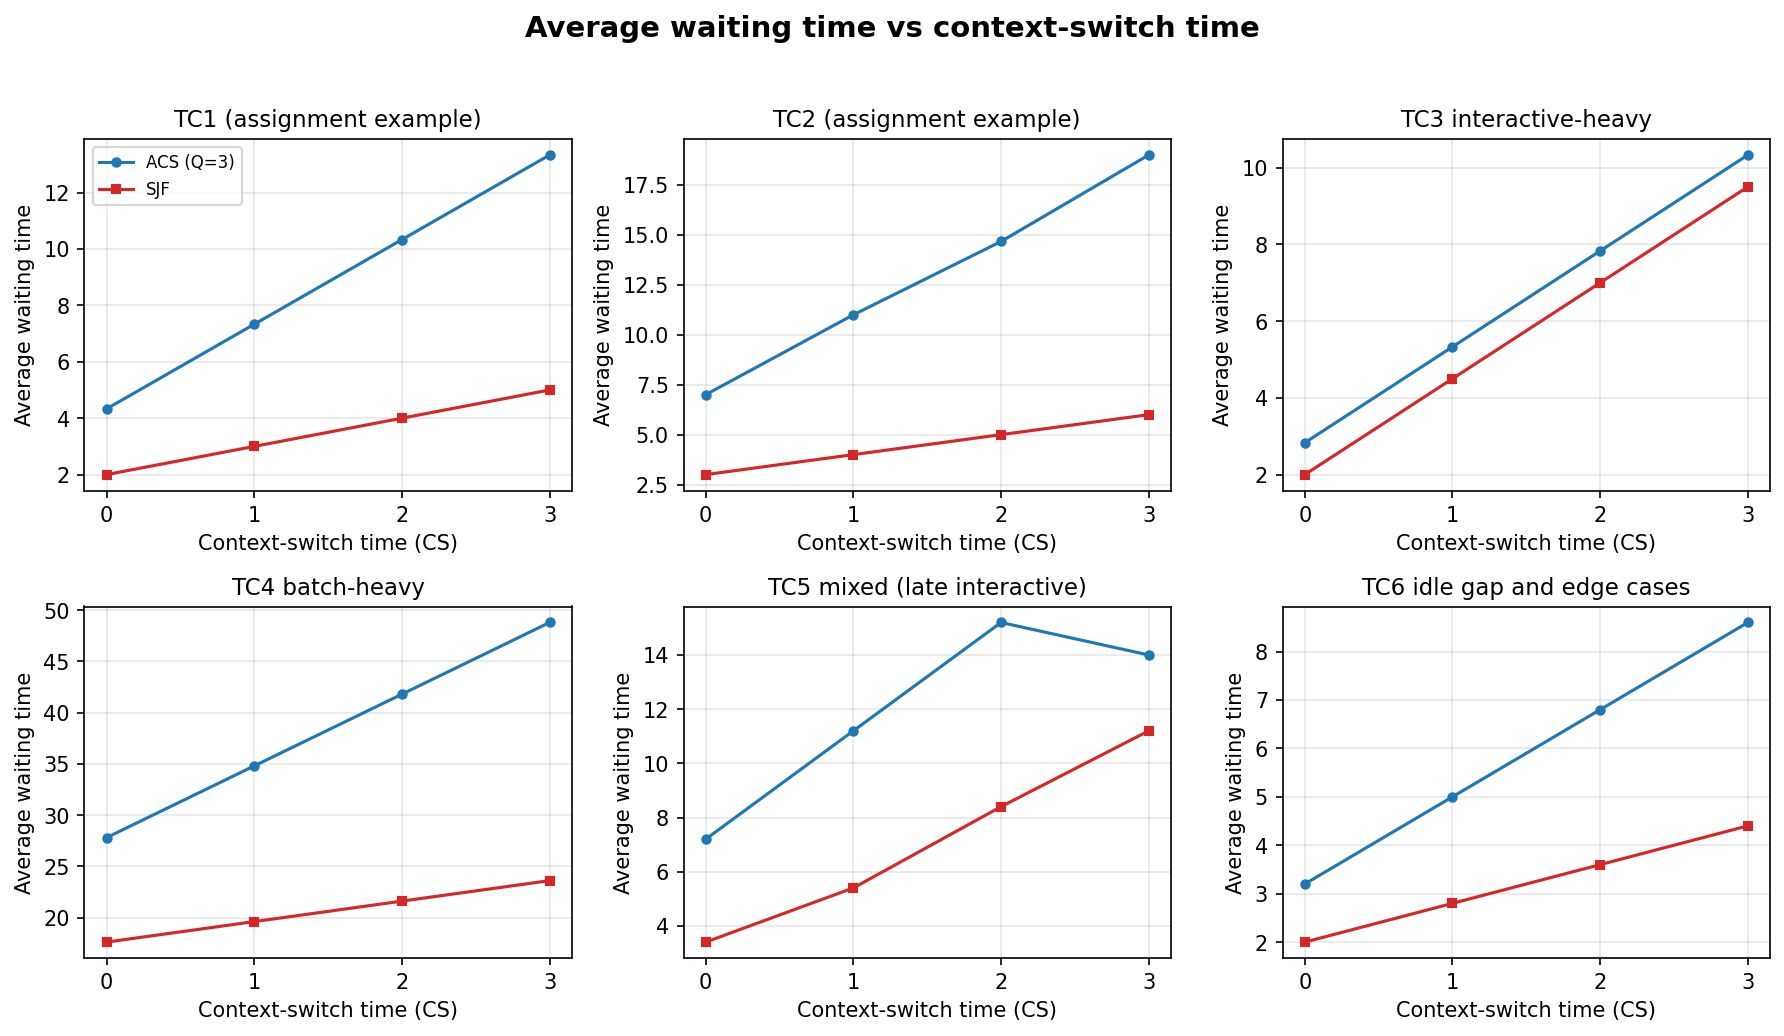 Average waiting time vs context-switch time
TC1 (assignment example)
ACS (Q=3)
SJF
Average waiting time
12
10
8
6
4
2
0 1 2 3
Context-switch time (CS)
TC2 (assignment example)
Average waiting time
17.5
15.0
12.5
10.0
7.5
5.0
2.5
0 1 2 3
Context-switch time (CS)
TC3 interactive-heavy
Average waiting time
10
8
6
4
2
0 1 2 3
Context-switch time (CS)
TC4 batch-heavy
Average waiting time
50
45
40
35
30
25
20
0 1 2 3
Context-switch time (CS)
TC5 mixed (late interactive)
Average waiting time
14
12
10
8
6
4
0 1 2 3
Context-switch time (CS)
TC6 idle gap and edge cases
Average waiting time
8
7
6
5
4
3
2
0 1 2 3
Context-switch time (CS)